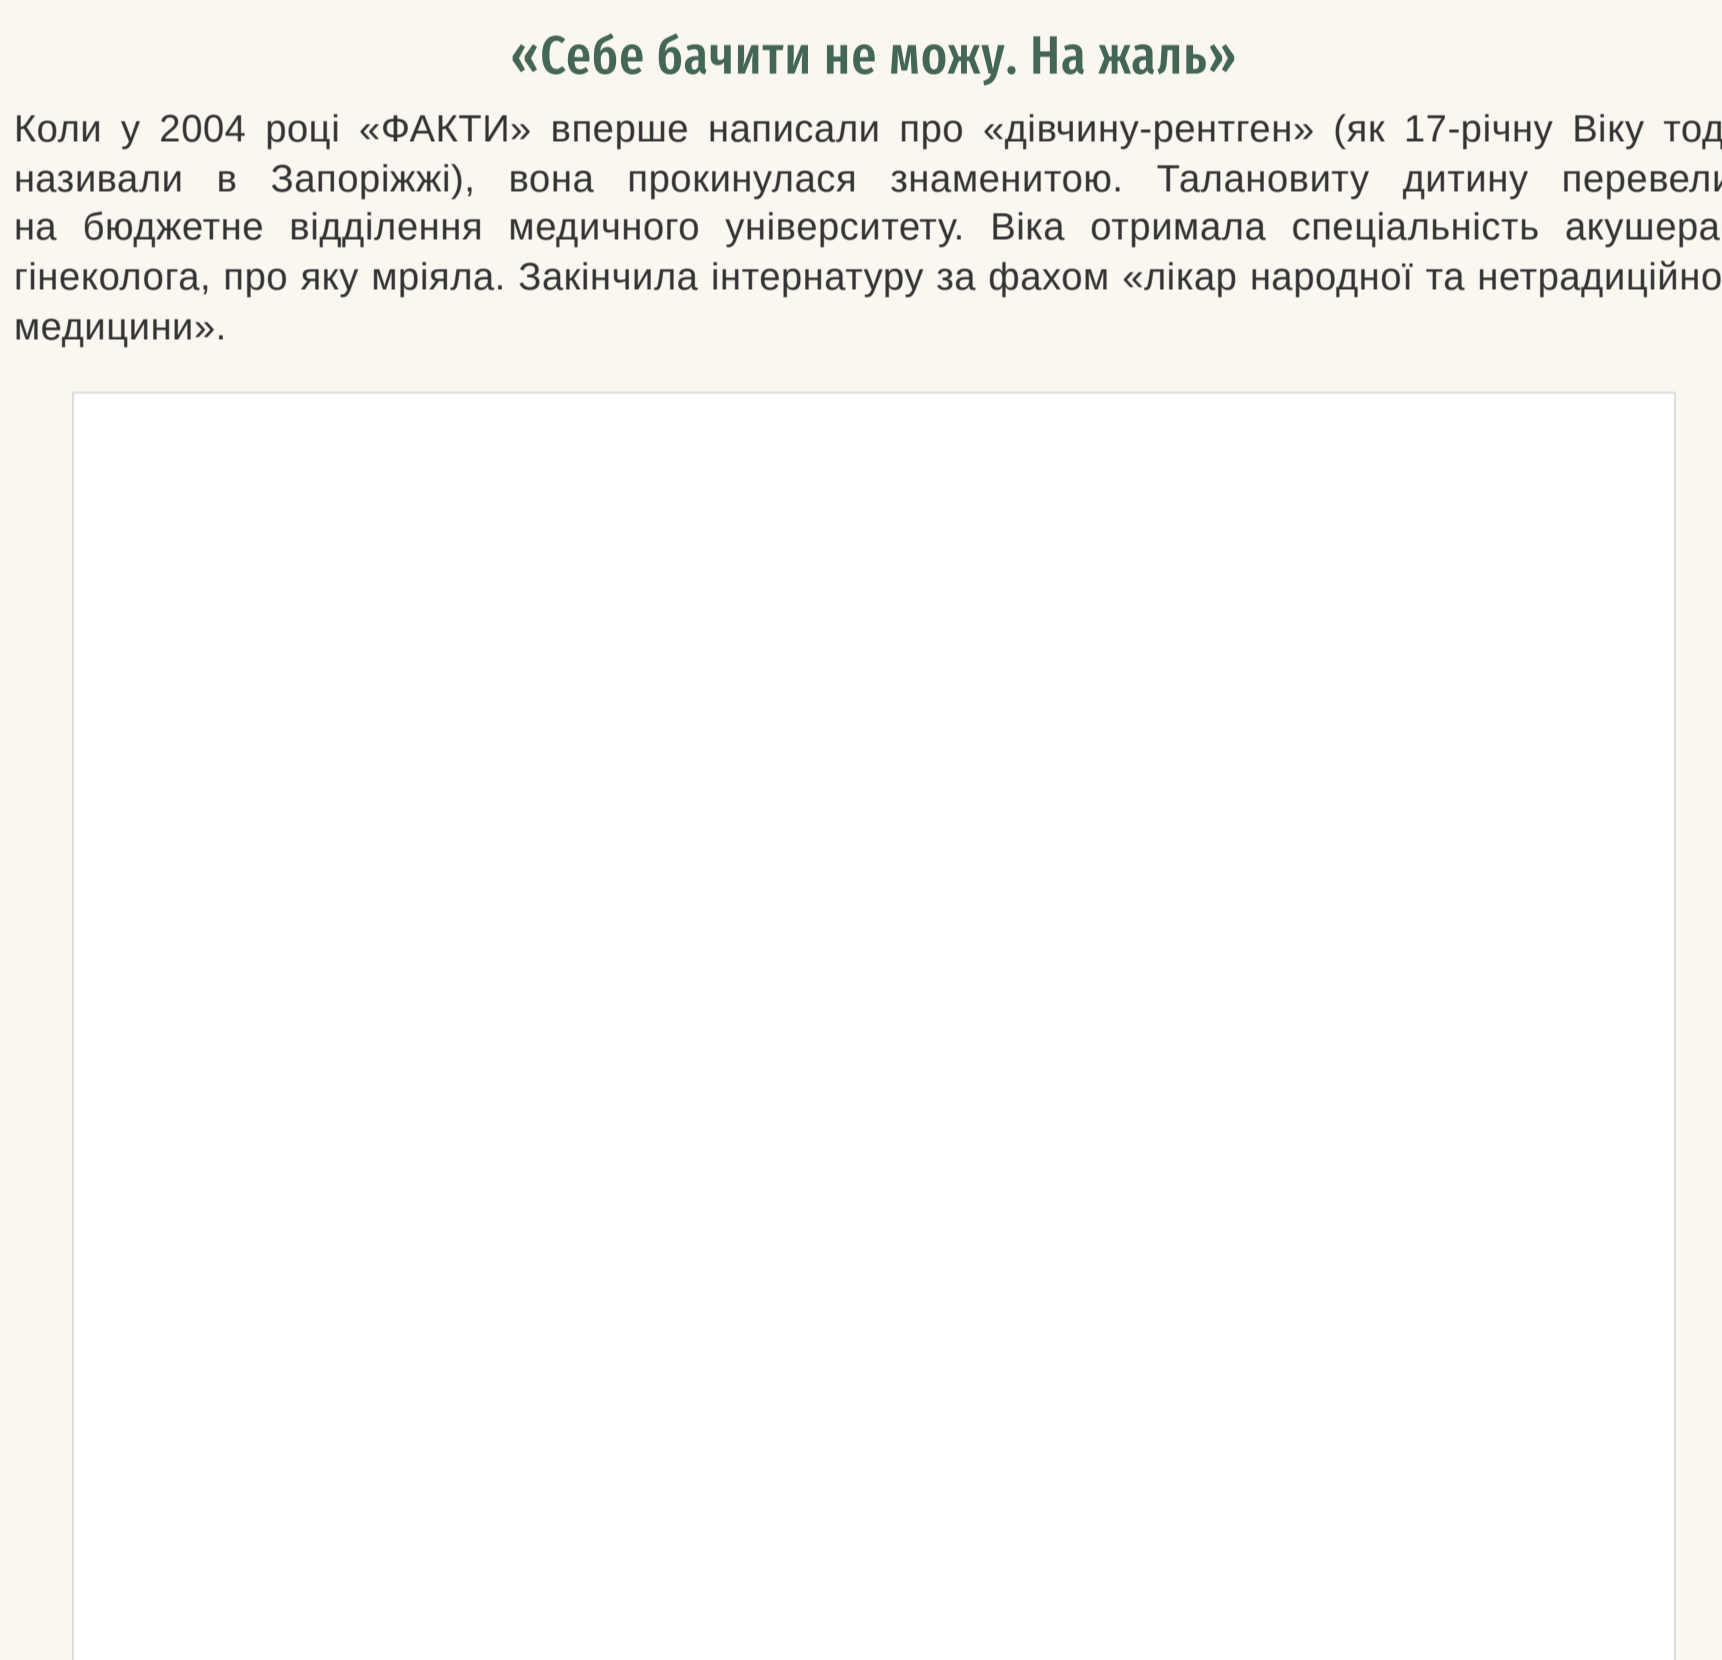 «Себе бачити не можу. На жаль»
Коли у 2004 році «ФАКТИ» вперше написали про «дівчину-рентген» (як 17-річну Віку тод
називали в Запоріжжі), вона прокинулася знаменитою. Талановиту дитину перевели
на бюджетне відділення медичного університету. Віка отримала спеціальність акушера
гінеколога, про яку мріяла. Закінчила інтернатуру за фахом «лікар народної та нетрадиційно
медицини».